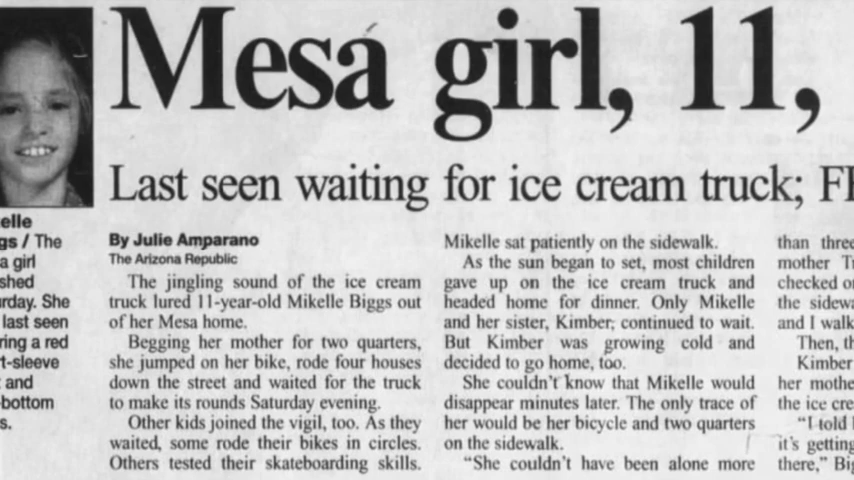 Mesa girl, 11,
Last seen waiting for ice cream truck;
elle
gs / The
a girl
shed
rday. She
last seen
ring a red
t-sleeve
and
bottom
s.
By Julie Amparano
The Arizona Republic
The jingling sound of the ice cream
truck lured 11-year-old Mikelle Biggs out
of her Mesa home.
Begging her mother for two quarters,
she jumped on her bike, rode four houses
down the street and waited for the truck
to make its rounds Saturday evening.
Other kids joined the vigil, too. As they
waited, some rode their bikes in circles.
Others tested their skateboarding skills.
Mikelle sat patiently on the sidewalk.
As the sun began to set, most children
gave up on the ice cream truck and
headed home for dinner. Only Mikelle
and her sister, Kimber, continued to wait.
But Kimber was growing cold and
decided to go home, too.
She couldn't know that Mikelle would
disappear minutes later. The only trace of
her would be her bicycle and two quarters
on the sidewalk.
"She couldn't have been alone more
than three
mother T
checked o
the sidewa
and I walk
Then, th
Kimber
her mothe
the ice cre
"I told
it's getting
there," Big